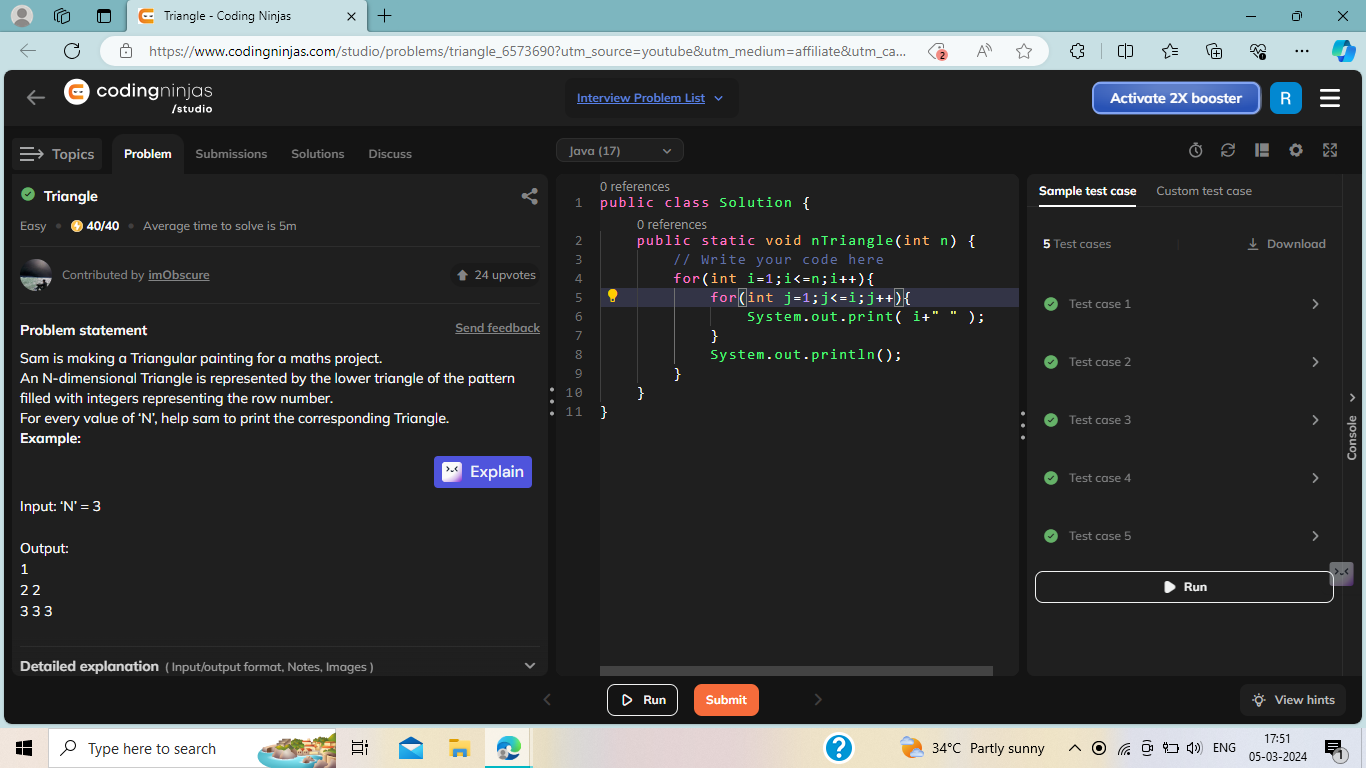 Triangle - Coding Ninjas
https://www.codingninjas.com/studio/problems/triangle_6573690?utm_source=youtube&utm_medium=affiliate&utm_ca...
2
codingninjas
/studio
Interview Problem List
Activate 2X booster
R
Topics
Problem
Submissions
Solutions
Discuss
Java (17)
Triangle
Easy • 40/40 • Average time to solve is 5m
Contributed by imObscure
24 upvotes
Problem statement
Send feedback
Sam is making a Triangular painting for a maths project.
An N-dimensional Triangle is represented by the lower triangle of the pattern
filled with integers representing the row number.
For every value of ‘N’, help sam to print the corresponding Triangle.
Example:
Explain
Input: ‘N’ = 3
Output:
1
2 2
3 3 3
Detailed explanation ( Input/output format, Notes, Images )
0 references
1 public class Solution {
0 references
2 public static void nTriangle(int n) {
3 // Write your code here
4 for(int i=1;i<=n;i++){
5 for(int j=1;j<=i;j++){
6 System.out.print( i+" " );
7 }
8 System.out.println();
9 }
10 }
11 }
Run
Submit
Sample test case
Custom test case
5 Test cases
Download
Test case 1
Test case 2
Test case 3
Test case 4
Test case 5
Run
Console
View hints
Type here to search
34°C Partly sunny
ENG
17:51
05-03-2024
1